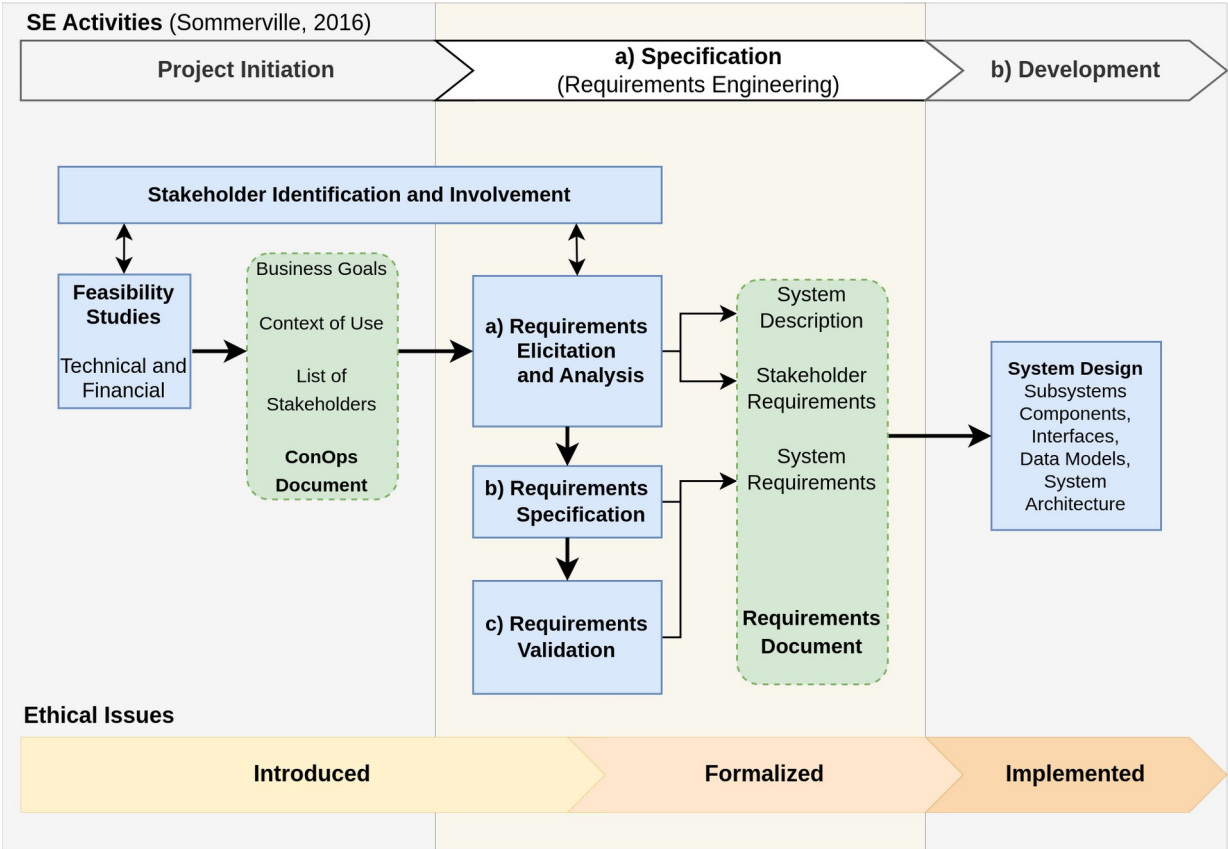 SE Activities (Sommerville, 2016)
Project Initiation
a) Specification
(Requirements Engineering)
b) Development
Stakeholder Identification and Involvement
Feasibility
Studies
Technical and
Financial
Business Goals
Context of Use
List of
Stakeholders
ConOps
Document
a) Requirements
Elicitation
and Analysis
b) Requirements
Specification
c) Requirements
Validation
System
Description
Stakeholder
Requirements
System
Requirements
Requirements
Document
System Design
Subsystems
Components,
Interfaces,
Data Models,
System
Architecture
Ethical Issues
Introduced
Formalized
Implemented